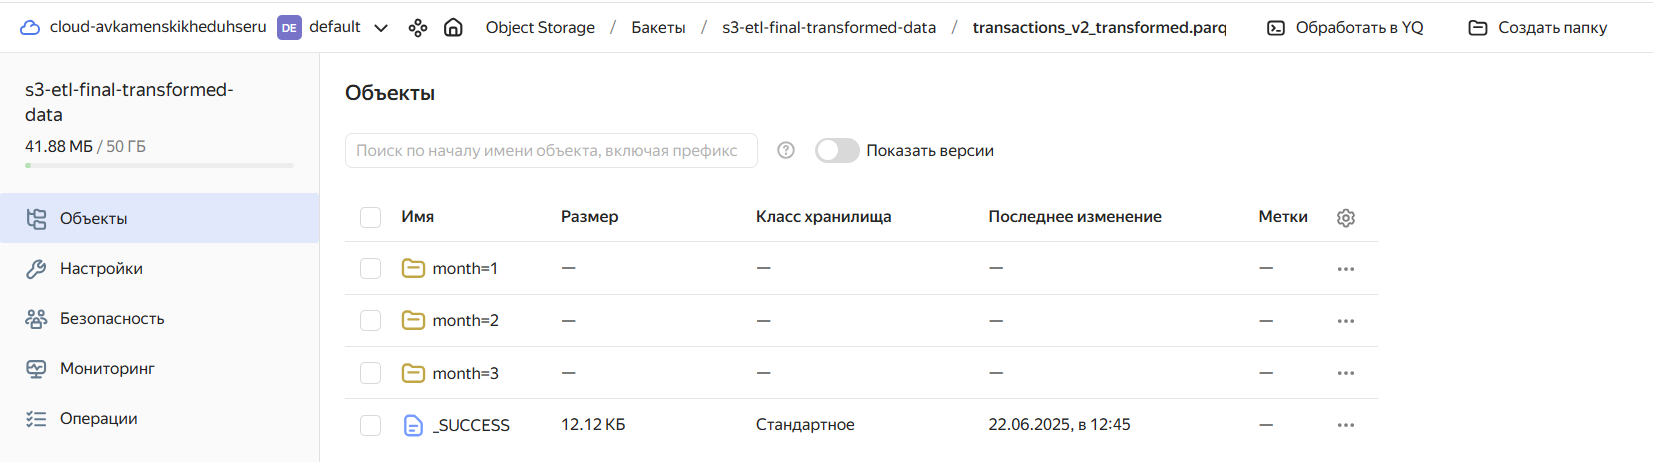 cloud-avkamenskikheduhseru DE default Object Storage / Бакеты / s3-etl-final-transformed-data / transactions_v2_transformed.parq Обработать в YQ Создать папку
s3-etl-final-transformed-
data
41.88 МБ / 50 ГБ
Объекты
Настройки
Безопасность
Мониторинг
Операции
Объекты
Поиск по началу имени объекта, включая префикс ? Показать версии
Имя Размер Класс хранилища Последнее изменение Метки
month=1 — — — —
month=2 — — — —
month=3 — — — —
_SUCCESS 12.12 КБ Стандартное 22.06.2025, в 12:45 —